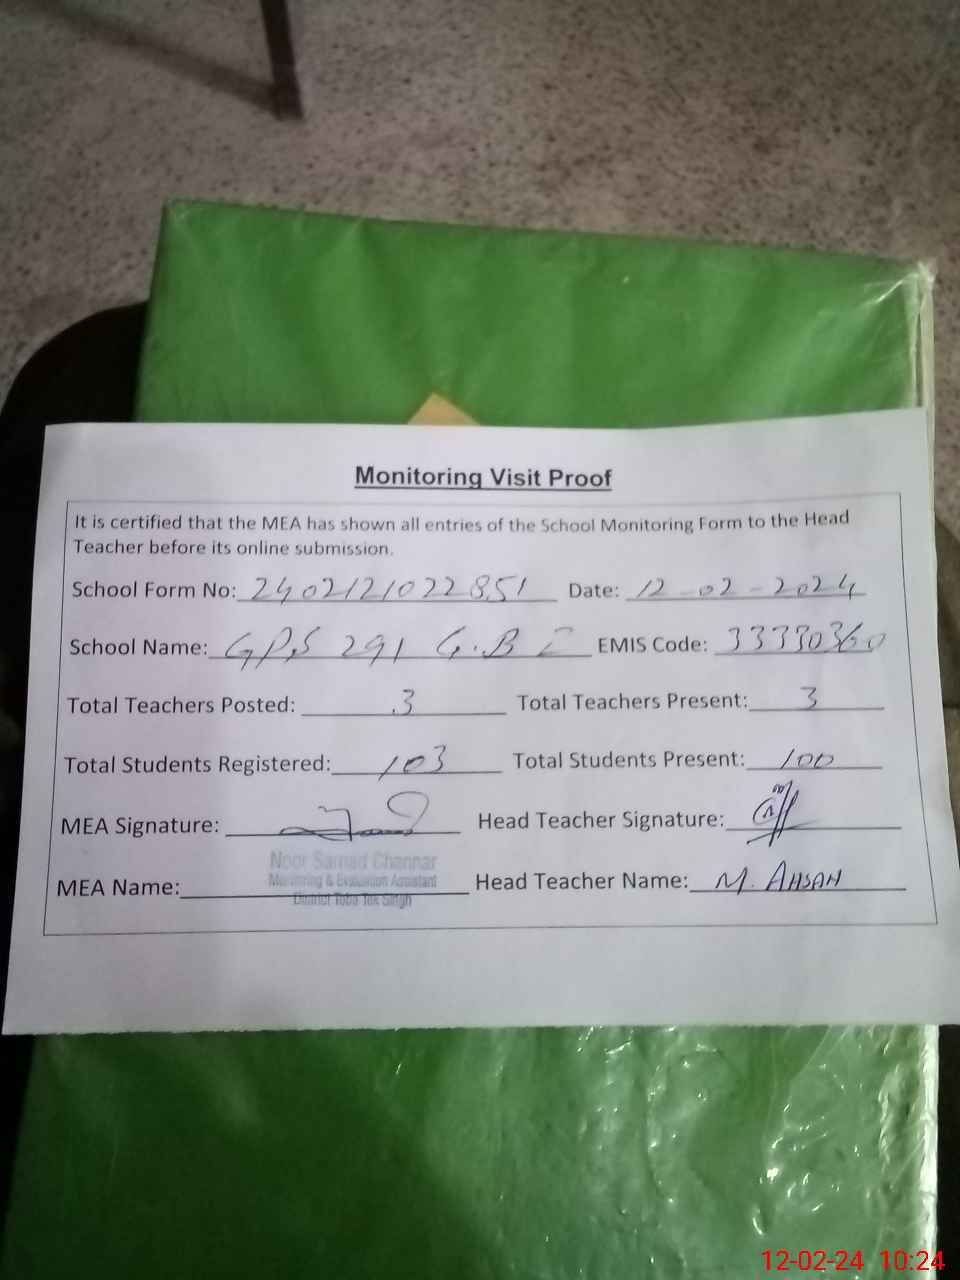 Monitoring Visit Proof
It is certified that the MEA has shown all entries of the School Monitoring Form to the Head
Teacher before its online submission.
School Form No: 2402121022851 Date: 12-02-2024
School Name: GPS 291 G.B I EMIS Code: 33330360
Total Teachers Posted: 3 Total Teachers Present: 3
Total Students Registered: 103 Total Students Present: 100
MEA Signature: Head Teacher Signature:
Noor Samad Channar
MEA Name: Monitoring & Evaluation Assistant Head Teacher Name: M. AHSAN
District Toba Tek Singh
12-02-24 10:24